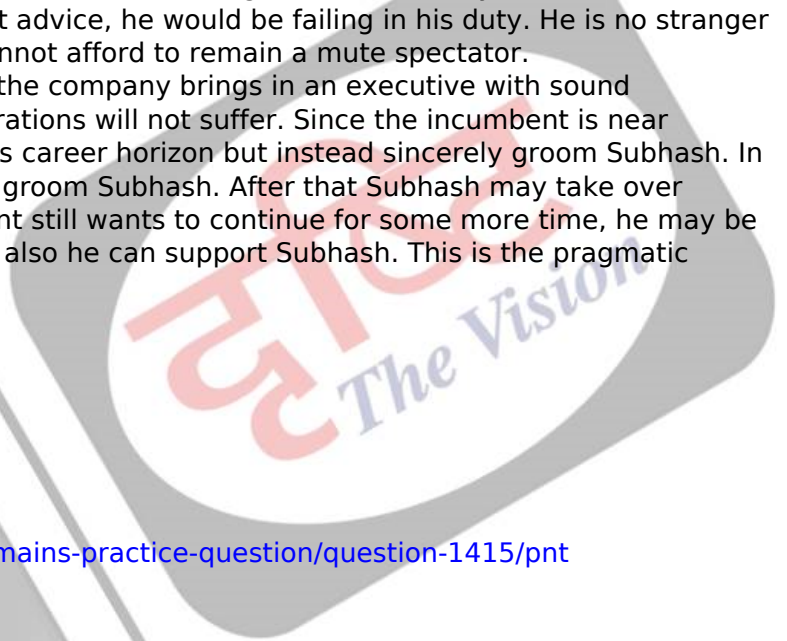 t advice, he would be failing in his duty. He is no stranger
nnot afford to remain a mute spectator.
the company brings in an executive with sound
rations will not suffer. Since the incumbent is near
s career horizon but instead sincerely groom Subhash. In
groom Subhash. After that Subhash may take over
nt still wants to continue for some more time, he may be
also he can support Subhash. This is the pragmatic
दृष्टि
The Vision
mains-practice-question/question-1415/pnt